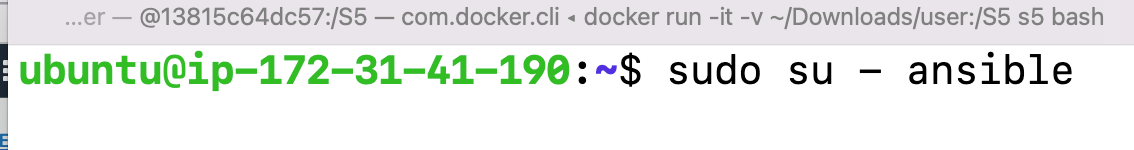 ...er — @13815c64dc57:/S5 — com.docker.cli ◂ docker run -it -v ~/Downloads/user:/S5 s5 bash
ubuntu@ip-172-31-41-190:~$ sudo su - ansible